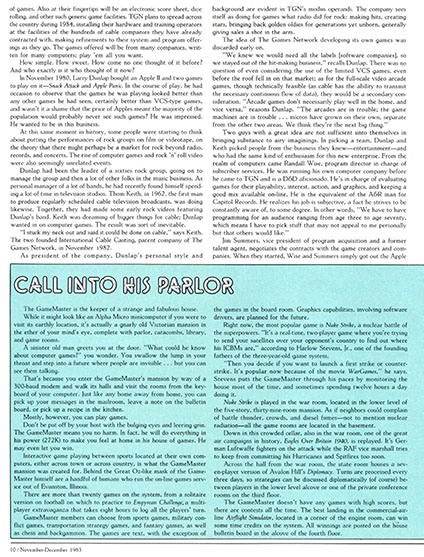 of games. Also at their fingertips will be an electronic score sheet, dice
rolling, and other such generic game facilities. TGN plans to spread across
the country during 1984, installing their hardware and training operators
at the facilities of the hundreds of cable companies they have already
contracted with, making refinements to their system and program offer-
ings as they go. The games offered will be from many companies, writ-
ten for many computers; play 'em all you want.
How simple. How sweet. How come no one thought of it before?
And who exactly is it who thought of it now?
In November 1980, Larry Dunlap bought an Apple II and two games
to play on it—Snack Attack and Apple Panic. In the course of play, he had
occasion to observe that the games he was playing looked better than
any other games he had seen, certainly better than VCS-type games,
and wasn't it a shame that the price of Apples meant the majority of the
population would probably never see such games? He was impressed.
He wanted to be in this business.
At this same moment in history, some people were starting to think
about putting the performances of rock groups on film or videotape, on
the theory that there might perhaps be a market for rock beyond radio,
records, and concerts. The rise of computer games and rock 'n' roll video
were also seemingly unrelated events.
Dunlap had been the leader of a sixties rock group, going on to
manage the group and then a lot of other folks in the music business. As
personal manager of a lot of bands, he had recently found himself spend-
ing a lot of time in television studios. Thom Keith, in 1962, the first man
to produce regularly scheduled cable television broadcasts, was doing
likewise. Together, they had made some early rock videos featuring
Dunlap's band. Keith was dreaming of bigger things for cable; Dunlap
wanted in on computer games. The result was sort of inevitable.
"I stuck my neck out and said it could be done on cable," says Keith.
The two founded International Cable Casting, parent company of The
Games Network, in November 1982.
As president of the company, Dunlap's personal style and
background are evident in TGN's modus operandi. The company sees
itself as doing for games what radio did for rock: making hits, creating
stars, bringing back golden oldies for generations yet unborn, generally
giving sales a shot in the arm.
The idea of The Games Network developing its own games was
discarded early on.
"We knew we would need all the labels [software companies], so
we stayed out of the hit-making business," recalls Dunlap. There was no
question of even considering the use of the limited VCS games, even
before the roof fell in on that market; as for the full-scale video arcade
games, though technically feasible (as cable has the ability to transmit
the necessary continuous flow of data), they would be a secondary con-
sideration. "Arcade games don't necessarily play well in the home, and
vice versa," reasons Dunlap. "The arcades are in trouble; the game
machines are in trouble . . . micros have grown on their own, separate
from the other two areas. We think they're the next big thing."
Two guys with a great idea are not sufficient unto themselves in
bringing substance to airy imaginings. In picking a team, Dunlap and
Keith picked people from the business they knew—entertainment—and
who had the same kind of enthusiasm for this new enterprise. From the
realm of computers came Randall Wise, program director in charge of
subscriber services. He was running his own computer company before
he came to TGN and is a D&D aficionado. He's in charge of evaluating
games for their playability, interest, action, and graphics, and keeping a
good mix available on-line. He is the equivalent of the A&R man for
Capitol Records. He realizes his job is subjective, a fact he strives to be
constantly aware of, to some degree. In other words, "We have to have
programming for an audience ranging from age three to age seventy,
which means I have to pick stuff that may not appeal to me personally
but that others would like."
Jim Summers, vice president of program acquisition and a former
talent agent, negotiates the contracts with the game creators and com-
panies. When they started, Wise and Summers simply got out the Apple
CALL INTO HIS PARLOR
The GameMaster is the keeper of a strange and fabulous house.
While it might look like an Alpha Micro minicomputer if you were to
visit its earthly location, it's actually a gnarly old Victorian mansion in
the ether of your mind's eye, complete with parlor, catacombs, library,
and game rooms.
A sinister old man greets you at the door. "What could he know
about computer games?" you wonder. You swallow the lump in your
throat and step into a future where people are invisible . . . but you can
see them talking.
That's because you enter the GameMaster's mansion by way of a
300-baud modem and walk its halls and visit the rooms from the key-
board of your computer. Just like any home away from home, you can
pick up your messages in the mailroom, leave a note on the bulletin
board, or pick up a recipe in the kitchen.
Mostly, however, you can play games.
Don't be put off by your host with the bulging eyes and leering grin.
The GameMaster means you no harm. In fact, he will do everything in
his power (272K) to make you feel at home in his house of games. He
may even let you win.
Interactive game playing between sports located at their own com-
puters, either across town or across country, is what the GameMaster
mansion was created for. Behind the Great Oz-like mask of the Game-
Master himself are a handful of humans who run the on-line games serv-
ice out of Evanston, Illinois.
There are more than twenty games on the system, from a solitaire
version on football on which to practice to Empyrean Challenge, a multi-
player extravaganza that takes eight hours to log all the players' turn.
GameMaster members can choose from sports games, military con-
flict games, transportation strategy games, and fantasy games, as well
as chess and backgammon. The games are text, with the exception of
the games in the board room. Graphics capabilities, involving software
drivers, are planned for the future.
Right now, the most popular game is Nuke Strike, a nuclear battle of
the superpowers. "It's a real-time, two-player game where you're trying
to send your satellites over your opponent's country to find out where
his ICBMs are," according to Harlow Stevens, Jr., one of the founding
fathers of the three-year-old game system.
"Then you decide if you want to launch a first strike or counter-
strike. It's popular now because of the movie WarGames," he says.
Stevens puts the GameMaster through his paces by monitoring the
house most of the time, and sometimes spending twelve hours a day
doing it.
Nuke Strike is played in the war room, located in the lower level of
the five-story, thirty-nine-room mansion. As if neighbors could complain
of battle thunder, crowds, and diesel fumes—not to mention nuclear
radiation—all the game rooms are located in the basement.
Down in this crowded cellar, also in the war room, one of the great
air campaigns in history, Eagles Over Britain 1940, is replayed. It's Ger-
man Luftwaffe fighters on the attack while the RAF vice marshal tries
to keep from committing his Hurricanes and Spitfires too soon.
Across the hall from the war room, the state room houses a sev-
en-player version of Avalon Hill's Diplomacy. Turns are processed every
three days, so strategies can be discussed diplomatically (of course) be-
tween players in the lower level alcove or one of the private conference
rooms on the third floor.
The GameMaster doesn't have any games with high scores, but
there are contests all the time. The best landing in the commercial-air-
line Airflight Simulator, located in a corner of the engine room, can win
some time credits on the system. All winnings are posted on the house
bulletin board in the alcove of the fourth floor.
10 / November-December 1983